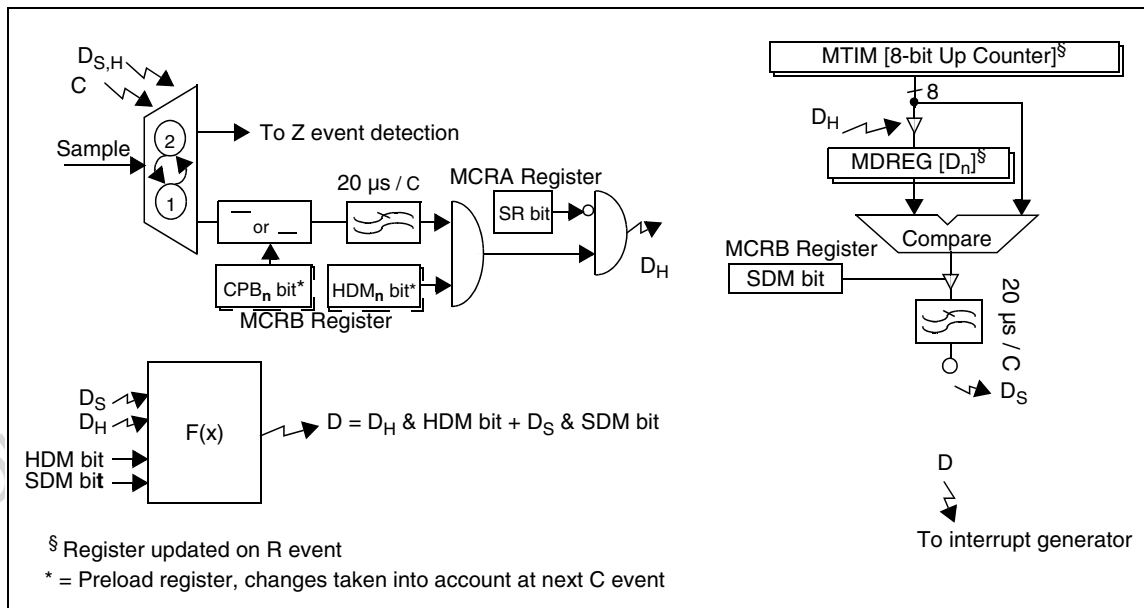 D_S,H
C
Sample
2
1
To Z event detection
— or —
20 µs / C
CPB_n bit*
HDM_n bit*
MCRB Register
MCRA Register
SR bit
D_H
D_S
D_H
HDM bit
SDM bit
F(x)
D = D_H & HDM bit + D_S & SDM bit
MTIM [8-bit Up Counter]§
8
D_H
MDREG [D_n]§
Compare
MCRB Register
SDM bit
20 µs / C
D_S
D
To interrupt generator
§ Register updated on R event
* = Preload register, changes taken into account at next C event